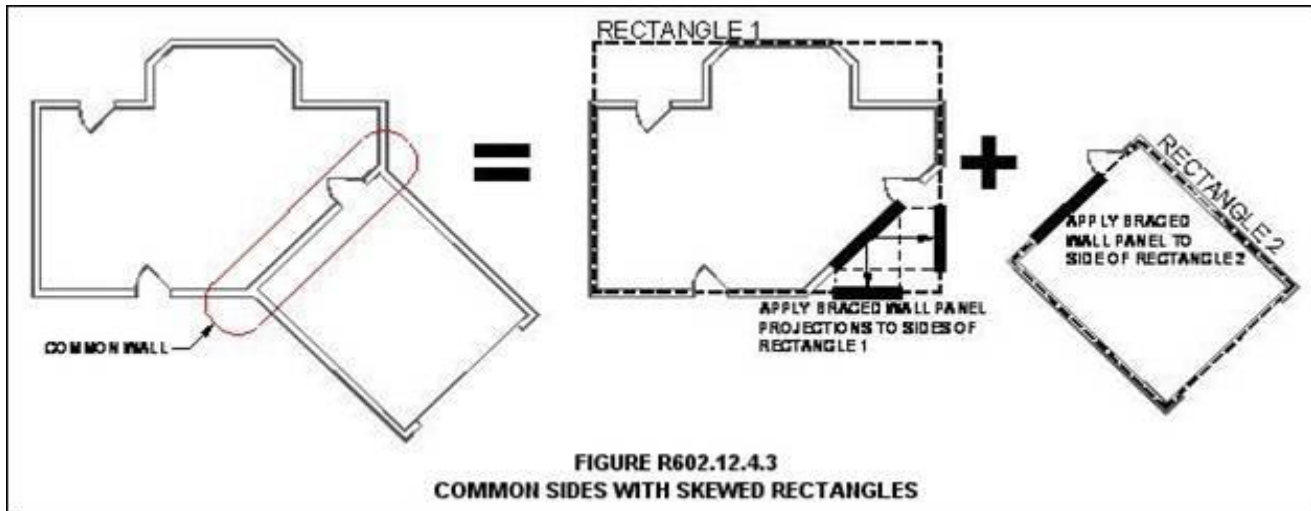 RECTANGLE 1
COMMON WALL
APPLY BRACED WALL PANEL
PROJECTIONS TO SIDES OF
RECTANGLE 1
RECTANGLE 2
APPLY BRACED
WALL PANEL TO
SIDE OF RECTANGLE 2
FIGURE R602.12.4.3
COMMON SIDES WITH SKEWED RECTANGLES